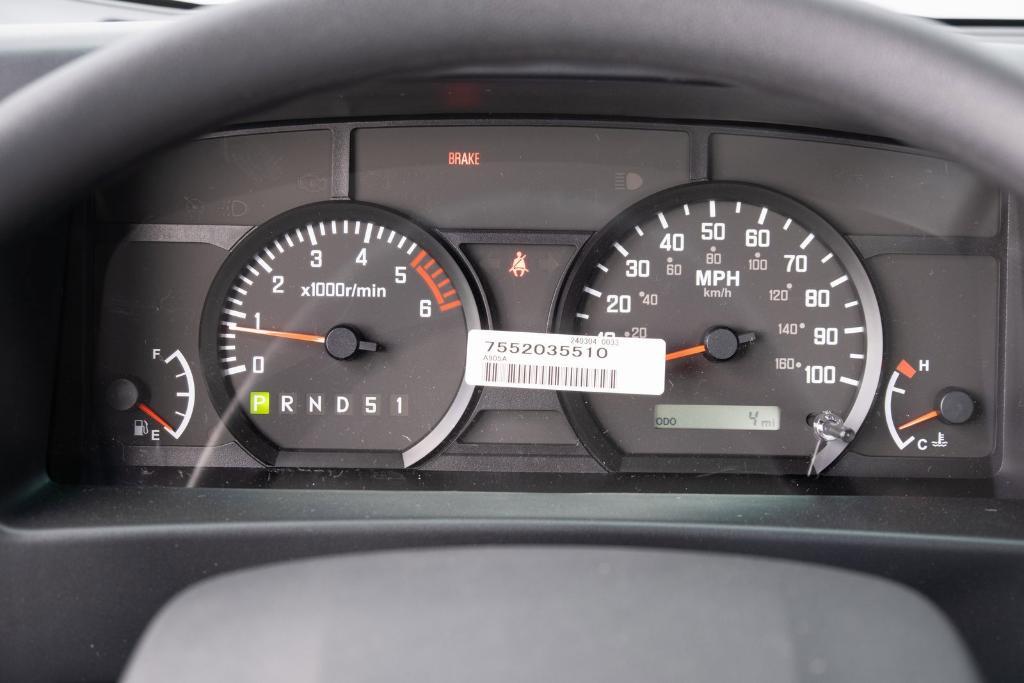 BRAKE
3 4
2 5
x1000r/min
1 6
0
P R N D 5 1
F
E
7552035510
240304 0033
A905A
50
40 60
80
60 100
30 MPH 70
km/h
20 40 120 80
20 140 90
160 100
ODO 4 mi
H
C